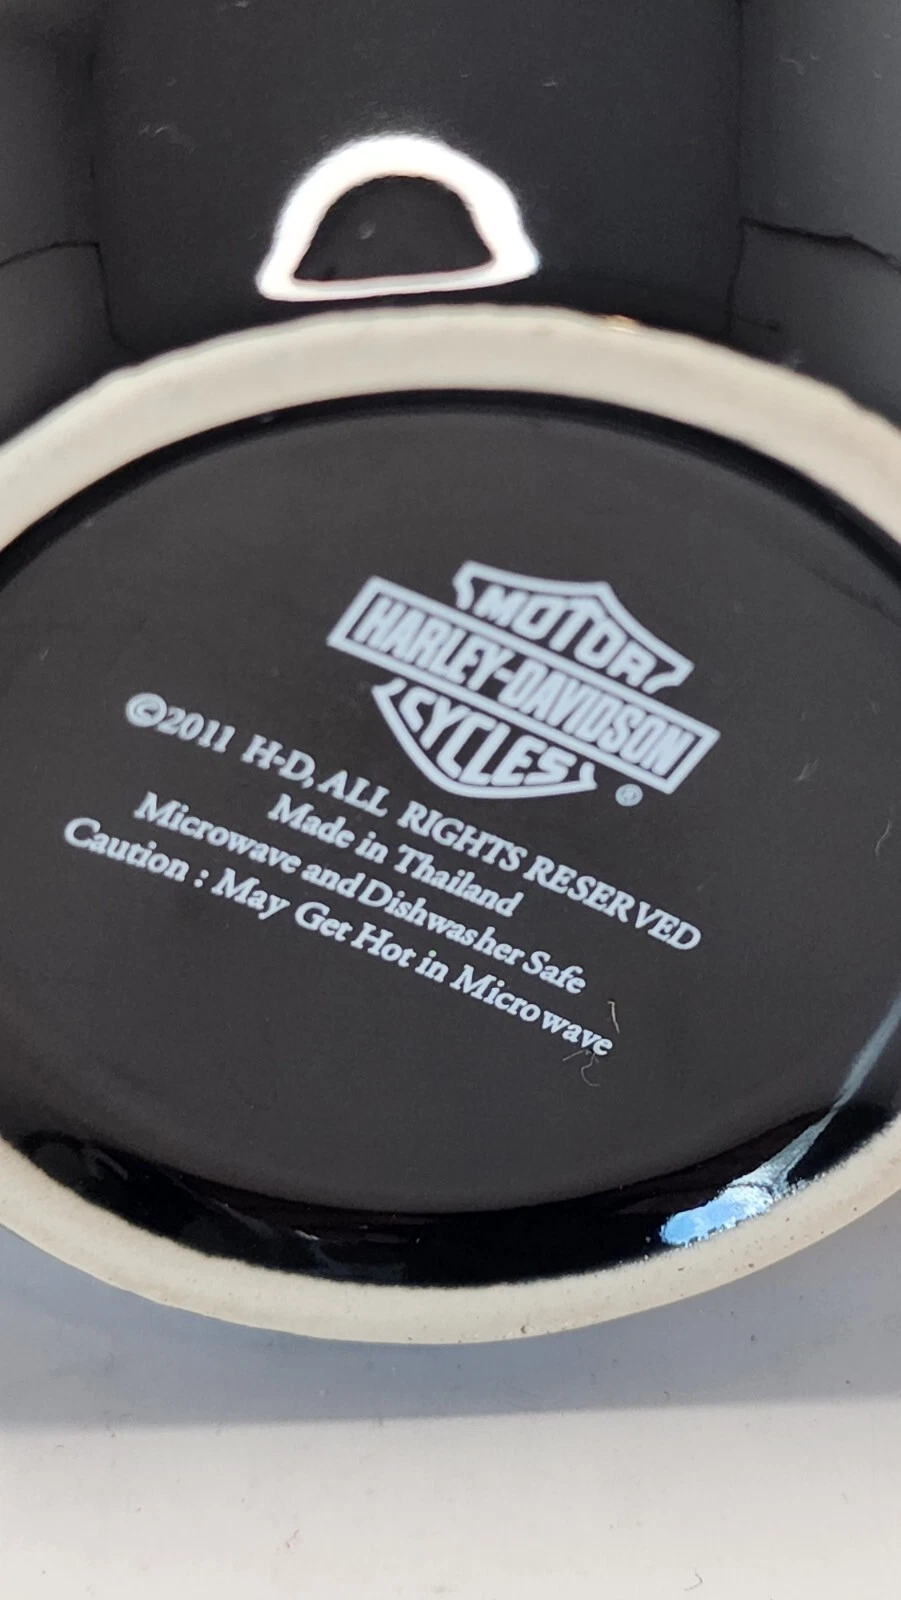 MOTOR
HARLEY-DAVIDSON
CYCLES
®
©2011 H-D, ALL RIGHTS RESERVED
Made in Thailand
Microwave and Dishwasher Safe
Caution : May Get Hot in Microwave